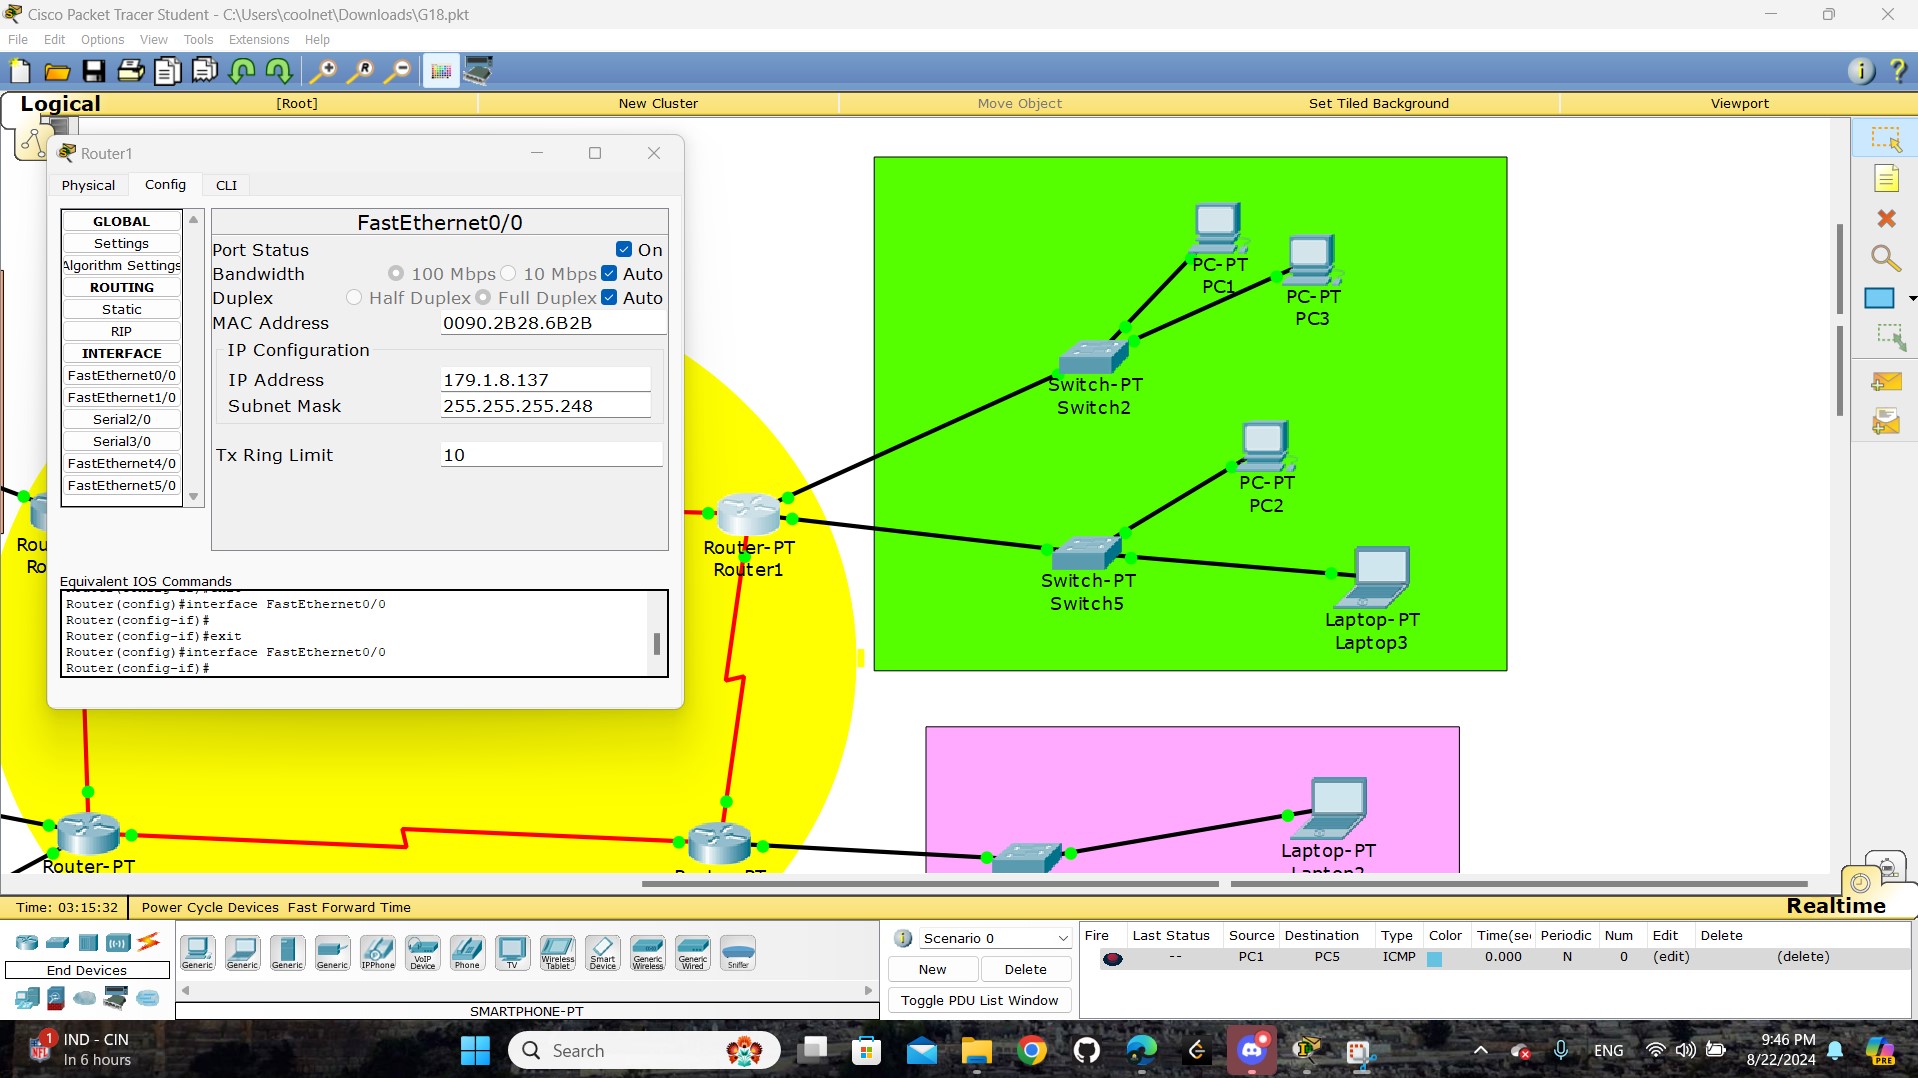 Cisco Packet Tracer Student - C:\Users\coolnet\Downloads\G18.pkt
File Edit Options View Tools Extensions Help
Logical [Root] New Cluster Move Object Set Tiled Background Viewport
Router1
Physical Config CLI
GLOBAL
Settings
Algorithm Settings
ROUTING
Static
RIP
INTERFACE
FastEthernet0/0
FastEthernet1/0
Serial2/0
Serial3/0
FastEthernet4/0
FastEthernet5/0
FastEthernet0/0
Port Status On
Bandwidth 100 Mbps 10 Mbps Auto
Duplex Half Duplex Full Duplex Auto
MAC Address 0090.2B28.6B2B
IP Configuration
IP Address 179.1.8.137
Subnet Mask 255.255.255.248
Tx Ring Limit 10
Equivalent IOS Commands
Router(config)#interface FastEthernet0/0
Router(config-if)#
Router(config-if)#exit
Router(config)#interface FastEthernet0/0
Router(config-if)#
PC-PT
PC1
PC-PT
PC3
Switch-PT
Switch2
PC-PT
PC2
Router-PT
Router1
Switch-PT
Switch5
Laptop-PT
Laptop3
Rou
Ro
Router-PT
Laptop-PT
Time: 03:15:32 Power Cycle Devices Fast Forward Time Realtime
End Devices
Generic Generic Generic Generic IPPhone VoIP Device Phone TV Wireless Tablet Smart Device Generic Wireless Generic Wired Sniffer
SMARTPHONE-PT
Scenario 0
New Delete
Toggle PDU List Window
Fire Last Status Source Destination Type Color Time(sec Periodic Num Edit Delete
-- PC1 PC5 ICMP 0.000 N 0 (edit) (delete)
1
IND - CIN
In 6 hours
Search
ENG
9:46 PM
8/22/2024
PRE